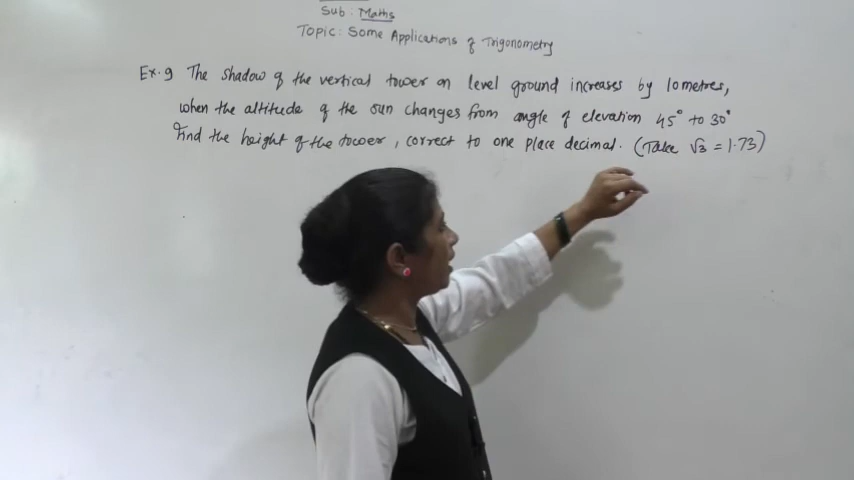 Sub: Maths
Topic: Some Applications of Trigonometry
Ex.9 The shadow of the vertical tower on level ground increases by 10 metres,
when the altitude of the sun changes from angle of elevation 45° to 30°
Find the height of the tower, correct to one place decimal. (Take √3 = 1.73)